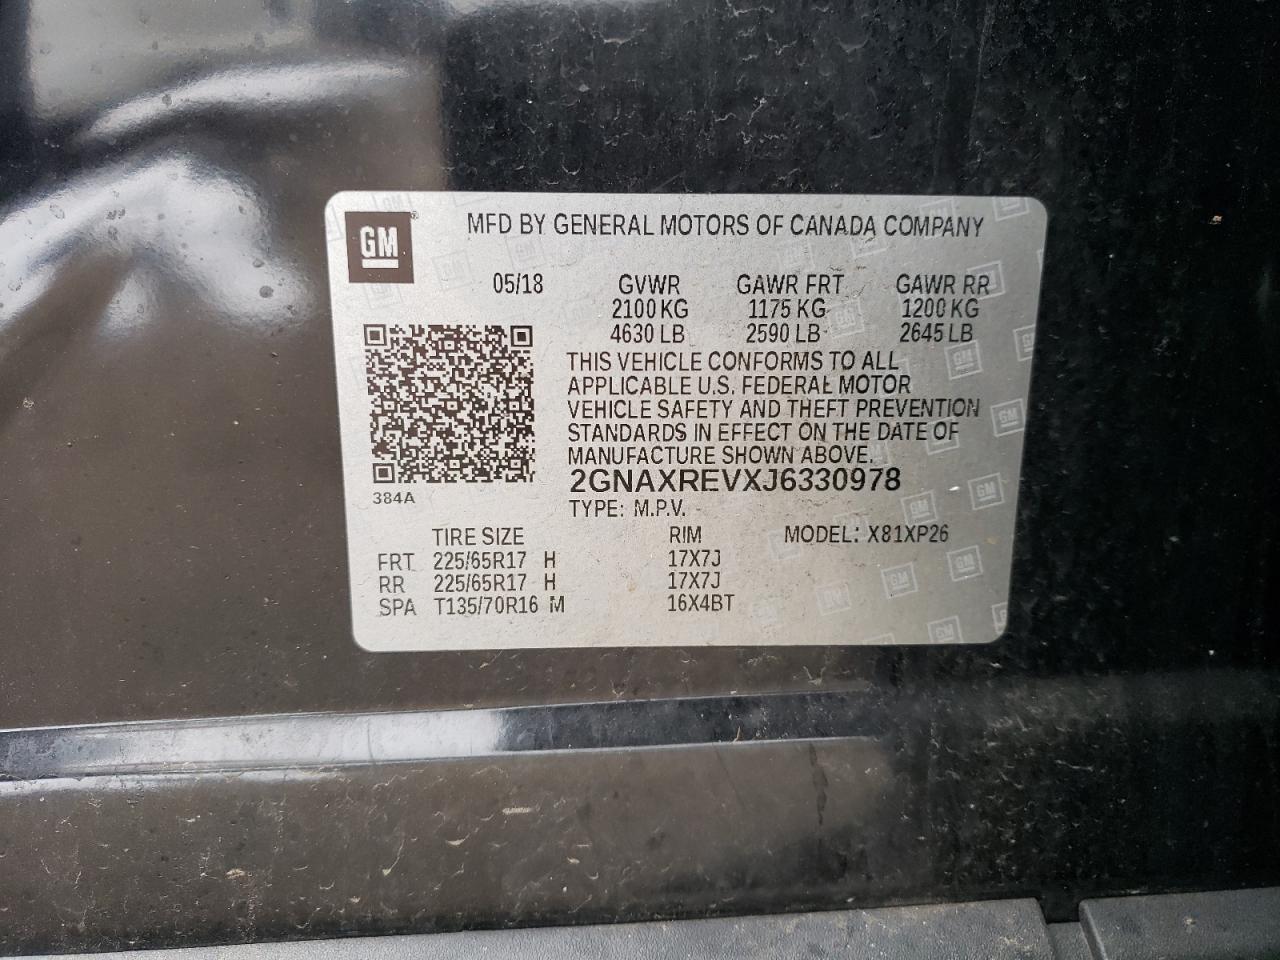 GM
MFD BY GENERAL MOTORS OF CANADA COMPANY
05/18 GVWR GAWR FRT GAWR RR
2100 KG 1175 KG 1200 KG
4630 LB 2590 LB 2645 LB
THIS VEHICLE CONFORMS TO ALL
APPLICABLE U.S. FEDERAL MOTOR
VEHICLE SAFETY AND THEFT PREVENTION
STANDARDS IN EFFECT ON THE DATE OF
MANUFACTURE SHOWN ABOVE.
2GNAXREVXJ6330978
384A
TYPE: M.P.V.
TIRE SIZE RIM MODEL: X81XP26
FRT 225/65R17 H 17X7J
RR 225/65R17 H 17X7J
SPA T135/70R16 M 16X4BT